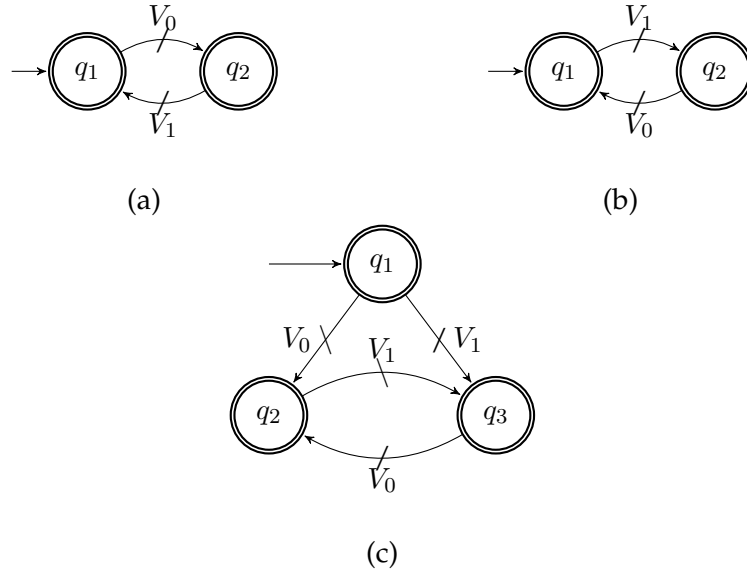 V₀ V₁
q₁ q₂ q₁ q₂
V₁ V₀
(a) (b)
q₁
V₀ V₁
V₁
q₂ q₃
V₀
(c)